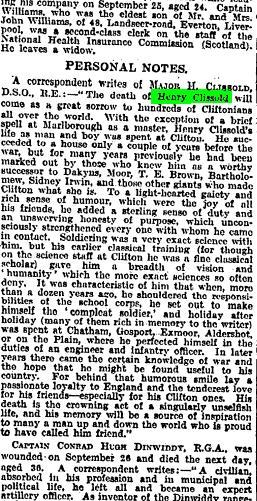 ing his company on September 25, aged 24. Captain
Williams, who was the eldest son of Mr. and Mrs.
John Williams, of 48, Landseer-road, Everton, Liver-
pool, was a second-class clerk on the staff of the
National Health Insurance Commission (Scotland).
He leaves a widow.
PERSONAL NOTES.
A correspondent writes of MAJOR H. CLISSOLD,
D.S.O., R.E.:—"The death of Henry Clissold will
come as a great sorrow to hundreds of Cliftonians
all over the world. With the exception of a brief
spell at Marlborough as a master, Henry Clissold's
life as man and boy was spent at Clifton. He suc-
ceeded to a house only a couple of years before the
war, but for many years previously he had been
marked out by those who knew him as a worthy
successor to Dakyns, Moor, T. E. Brown, Bartholo-
mew, Sidney Irwin, and those other giants who made
Clifton what she is. To a light-hearted gaiety and
rich sense of humour, which were the joy of all
his friends, he added a sterling sense of duty and
an unswerving honesty of purpose, which uncon-
sciously strengthened every one with whom he came
in contact. Soldiering was a very exact science with
him, but his earlier classical training (for though
on the science staff at Clifton he was a fine classical
scholar) gave him a breadth of vision and
'humanity' which the more exact sciences so often
deny. It was characteristic of him that when, more
than a dozen years ago, he shouldered the responsi-
bilities of the school corps, he set out to make
himself the 'compleat soldier,' and holiday after
holiday (many of them rich in memory to the writer)
was spent at Chatham, Gosport, Exmoor, Aldershot,
or on the Plain, where he perfected himself in the
duties of an engineer and infantry officer. In later
years there came the certain knowledge of war and
the hope that he might be found useful to his
country. For behind that humorous smile lay a
passionate loyalty to England and the tenderest love
for his friends—especially for his Clifton ones. His
death is the crowning act of a singularly unselfish
life, and his memory will be a source of inspiration
to many a man up and down the world who is proud
to have called him friend."
CAPTAIN CONRAD HUGH DINWIDDY, R.G.A., was
wounded on September 26 and died the next day,
aged 36. A correspondent writes:—"A civilian,
absorbed in his profession and in municipal and
political life, he left all and became an expert
artillery officer. As inventor of the